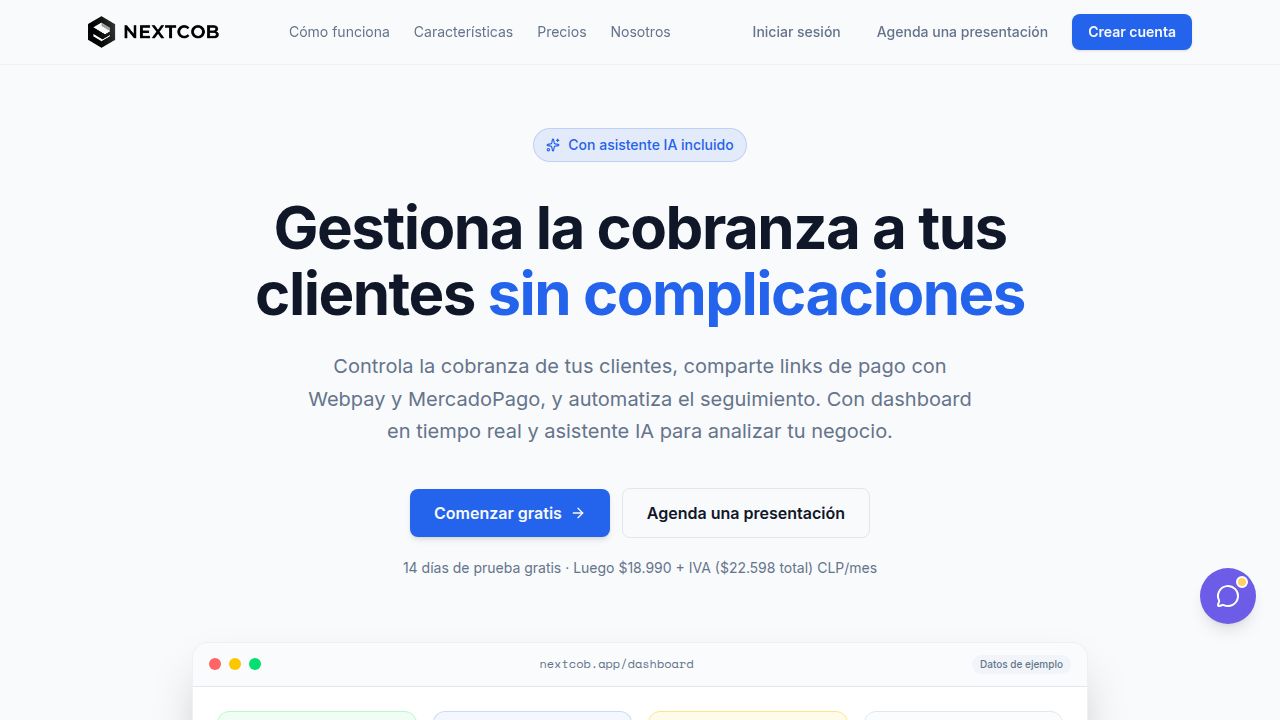 NEXTCOB
Cómo funciona
Características
Precios
Nosotros
Iniciar sesión
Agenda una presentación
Crear cuenta
Con asistente IA incluido
Gestiona la cobranza a tus
clientes sin complicaciones
Controla la cobranza de tus clientes, comparte links de pago con
Webpay y MercadoPago, y automatiza el seguimiento. Con dashboard
en tiempo real y asistente IA para analizar tu negocio.
Comenzar gratis
Agenda una presentación
14 días de prueba gratis · Luego $18.990 + IVA ($22.598 total) CLP/mes
nextcob.app/dashboard
Datos de ejemplo